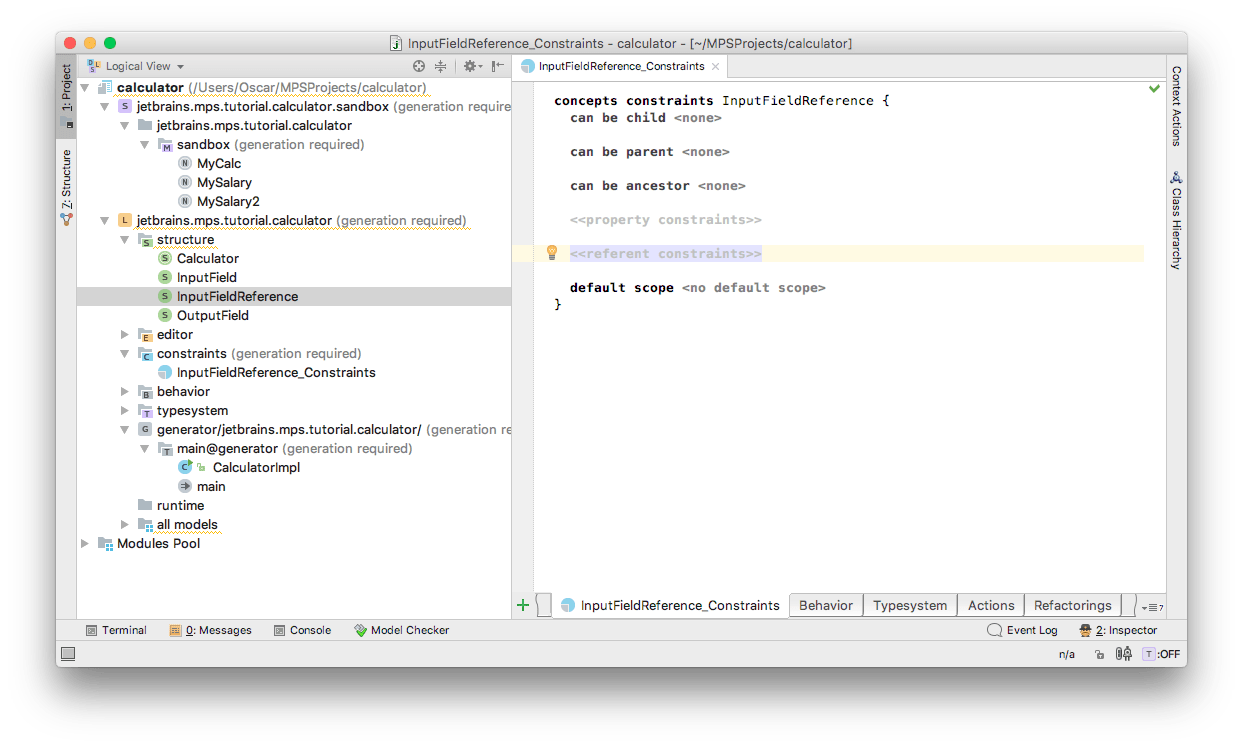 InputFieldReference_Constraints - calculator - [~/MPSProjects/calculator]
1: Project
Z: Structure
Logical View
calculator (/Users/Oscar/MPSProjects/calculator)
jetbrains.mps.tutorial.calculator.sandbox (generation require
jetbrains.mps.tutorial.calculator
sandbox (generation required)
MyCalc
MySalary
MySalary2
jetbrains.mps.tutorial.calculator (generation required)
structure
Calculator
InputField
InputFieldReference
OutputField
editor
constraints (generation required)
InputFieldReference_Constraints
behavior
typesystem
generator/jetbrains.mps.tutorial.calculator/ (generation re
main@generator (generation required)
CalculatorImpl
main
runtime
all models
Modules Pool
InputFieldReference_Constraints
concepts constraints InputFieldReference {
can be child <none>
can be parent <none>
can be ancestor <none>
<<property constraints>>
<<referent constraints>>
default scope <no default scope>
}
InputFieldReference_Constraints
Behavior
Typesystem
Actions
Refactorings
7
Context Actions
Class Hierarchy
Terminal
0: Messages
Console
Model Checker
Event Log
2: Inspector
n/a
T :OFF